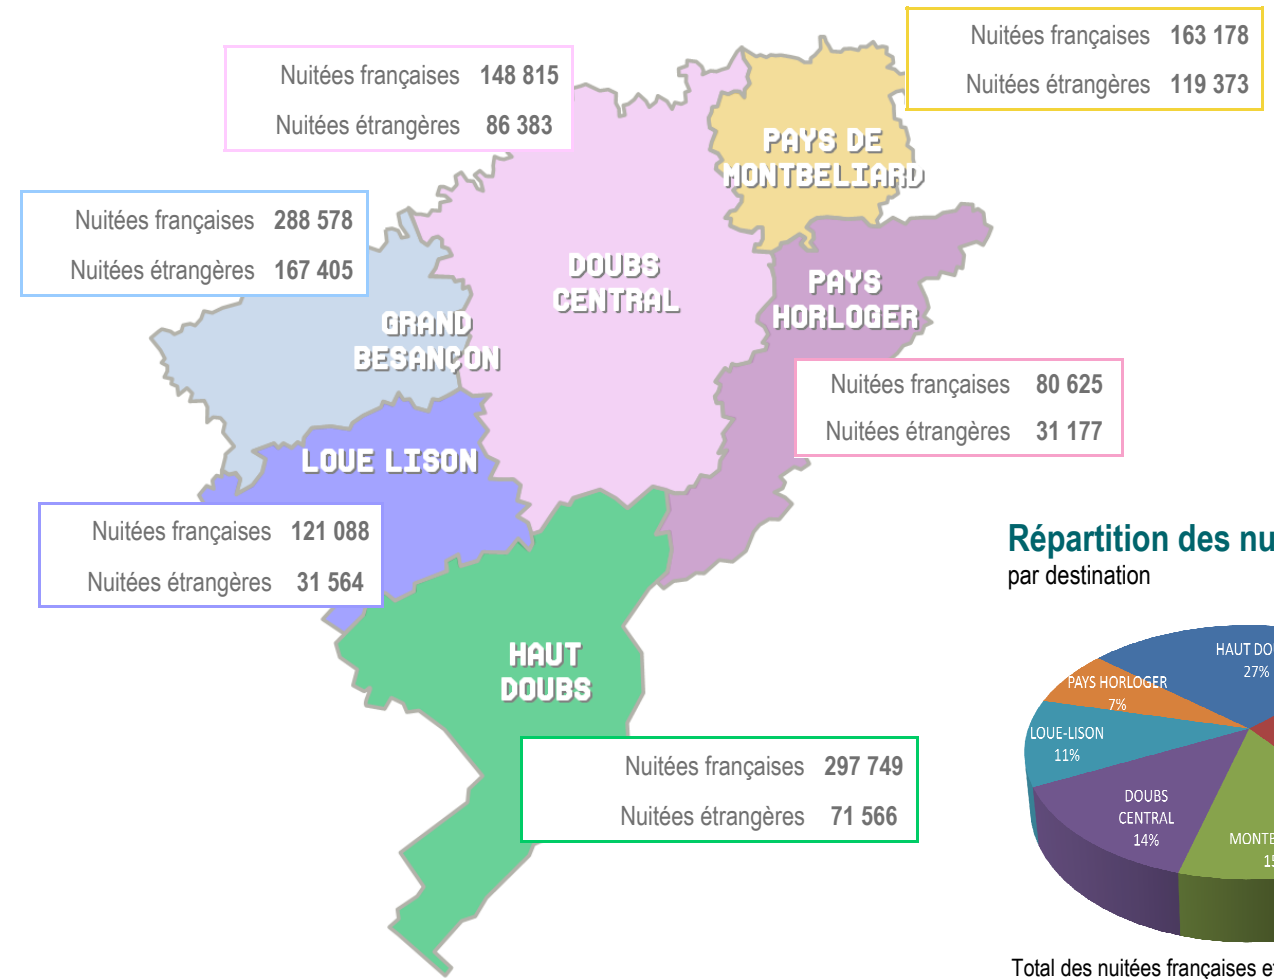 Nuitées françaises 163 178
Nuitées étrangères 119 373
Nuitées françaises 148 815
Nuitées étrangères 86 383
PAYS DE
MONTBELIARD
Nuitées françaises 288 578
Nuitées étrangères 167 405
DOUBS
CENTRAL
PAYS
HORLOGER
GRAND
BESANÇON
Nuitées françaises 80 625
Nuitées étrangères 31 177
LOUE LISON
Nuitées françaises 121 088
Nuitées étrangères 31 564
HAUT
DOUBS
Nuitées françaises 297 749
Nuitées étrangères 71 566
Répartition des
par destination
HAUT
27%
PAYS HORLOGER
7%
LOUE-LISON
11%
DOUBS
CENTRAL
14%
Total des nuitées françaises